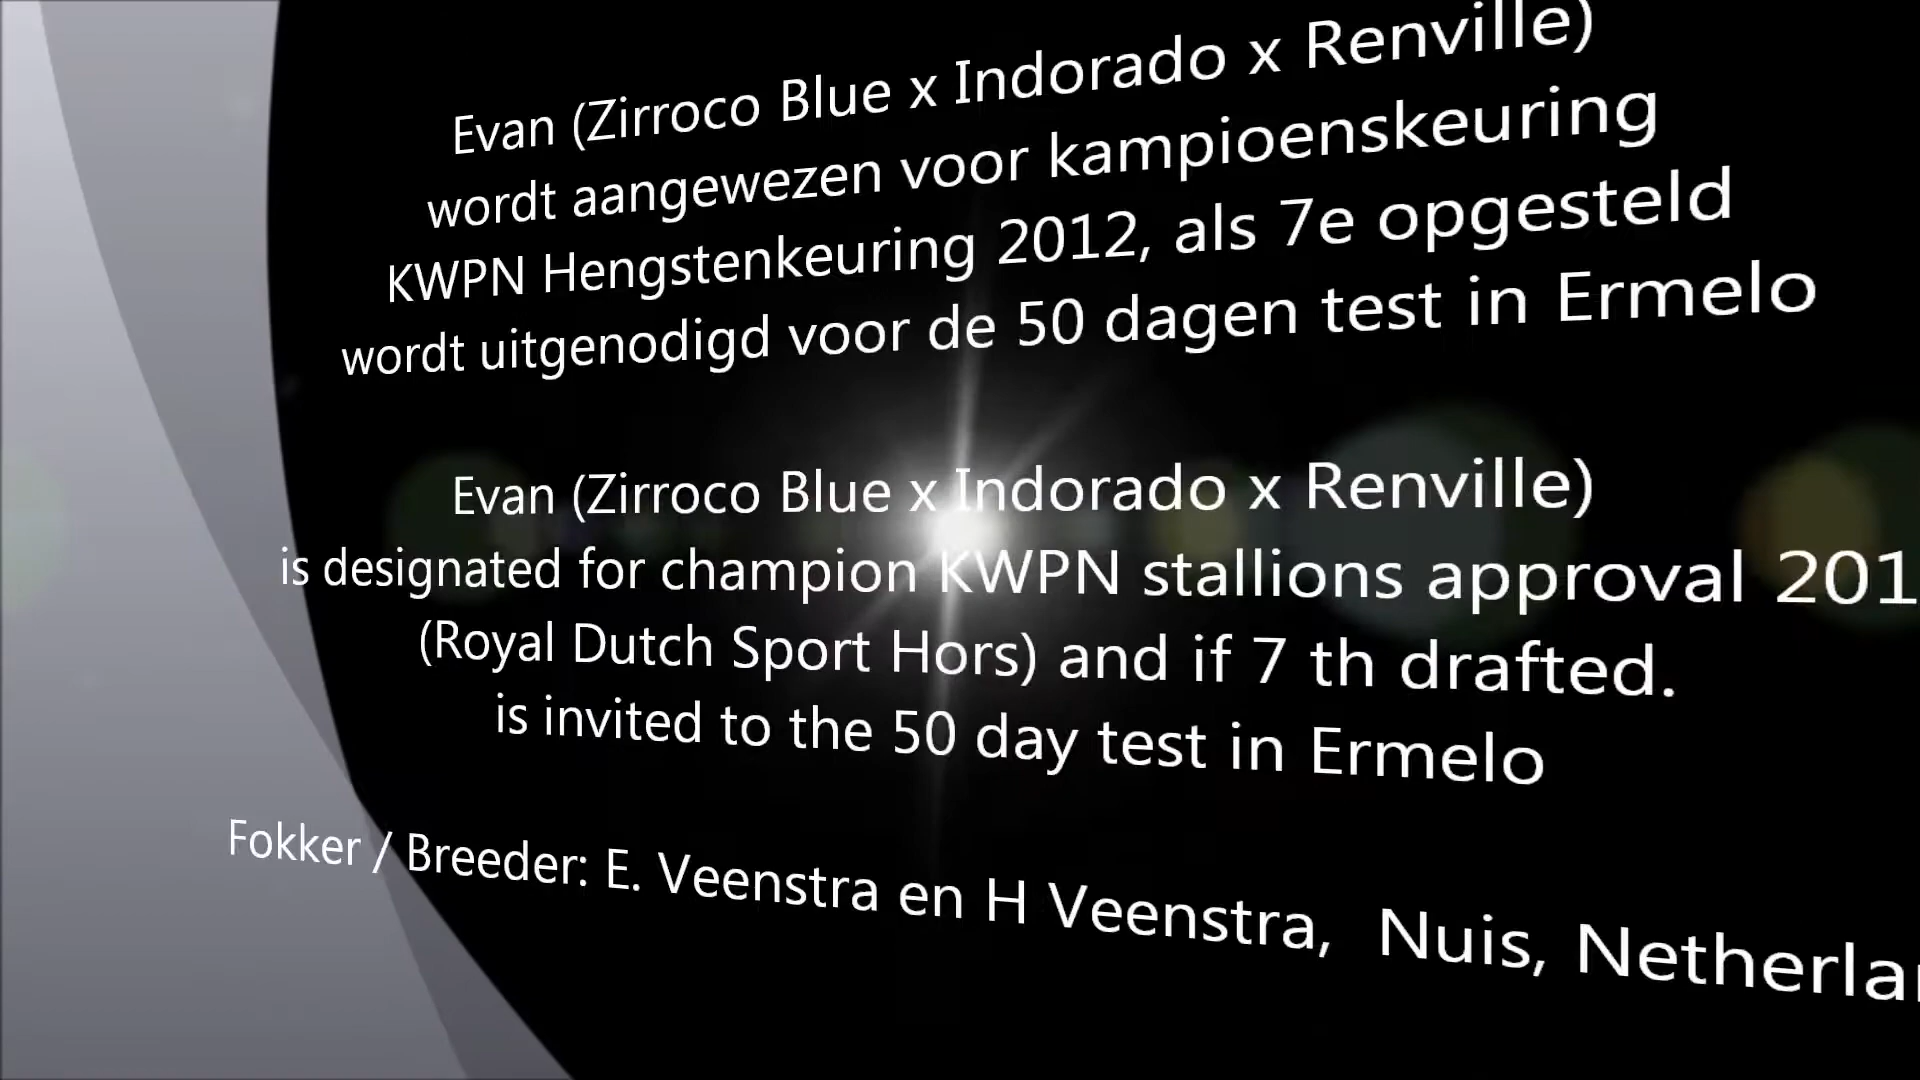 Evan (Zirroco Blue x Indorado x Renville)
wordt aangewezen voor kampioenskeuring
KWPN Hengstenkeuring 2012, als 7e opgesteld
wordt uitgenodigd voor de 50 dagen test in Ermelo
Evan (Zirroco Blue x Indorado x Renville)
is designated for champion KWPN stallions approval 201
(Royal Dutch Sport Hors) and if 7 th drafted.
is invited to the 50 day test in Ermelo
Fokker / Breeder: E. Veenstra en H Veenstra, Nuis, Netherla